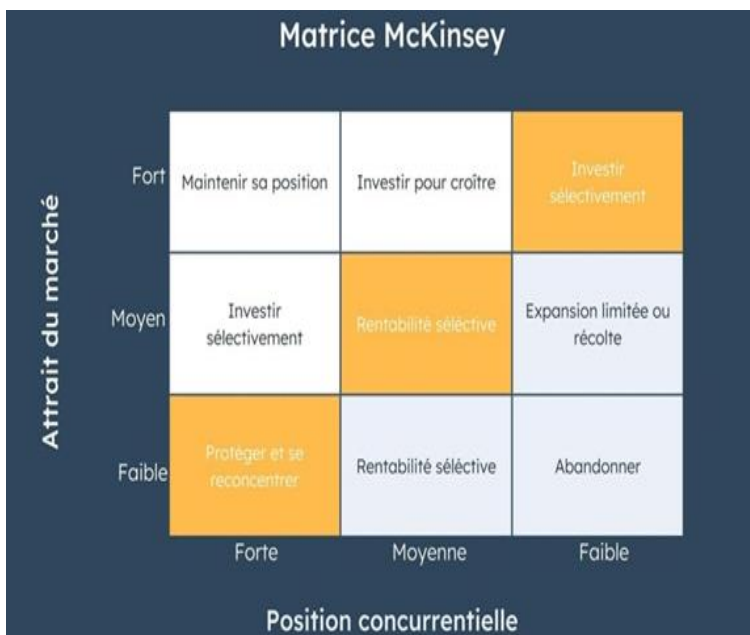 Matrice McKinsey
Attrait du marché
Fort
Maintenir sa position
Investir pour croître
Investir
sélectivement
Moyen
Investir
sélectivement
Rentabilité séléctive
Expansion limitée ou
récolte
Faible
Protéger et se
reconcentrer
Rentabilité séléctive
Abandonner
Forte
Moyenne
Faible
Position concurrentielle